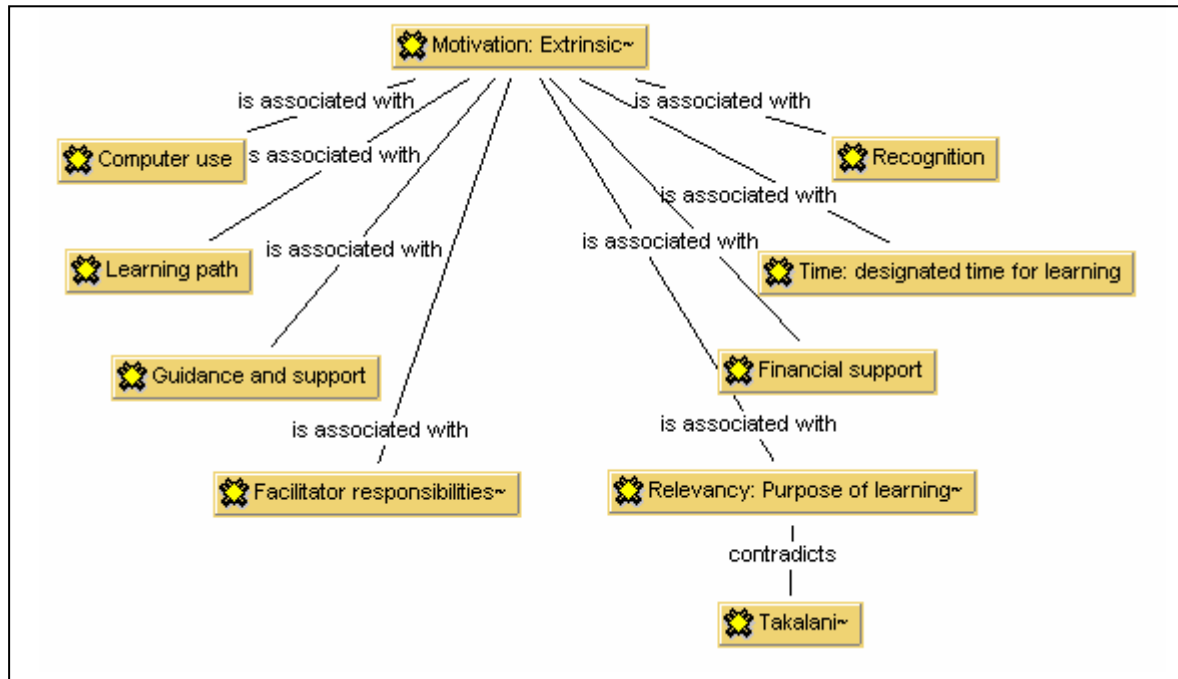 Motivation: Extrinsic~
is associated with
is associated with
Computer use
s associated with
Recognition
is associated with
Learning path
is associated with
is associated with
Time: designated time for learning
Guidance and support
Financial support
is associated with
is associated with
Facilitator responsibilities~
Relevancy: Purpose of learning~
contradicts
Takalani~